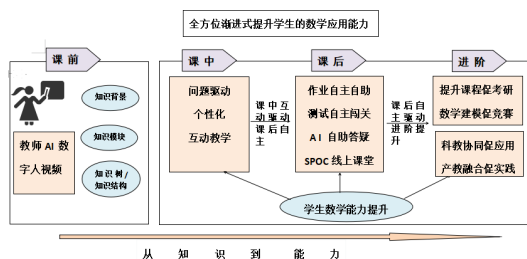 全方位渐进式提升学生的数学应用能力
课 前
知识背景
知识模块
知识树/
知识结构
教师 AI 数
字人视频
课 中
问题驱动
个性化
互动教学
课中互
动驱动
课后自
主
课 后
作业自主自助
测试自主闯关
AI 自助答疑
SPOC 线上课堂
课后自
主驱动
进阶提
升
进 阶
提升课程促考研
数学建模促竞赛
科教协同促应用
产教融合促实践
学生数学能力提升
从 知 识 到 能 力